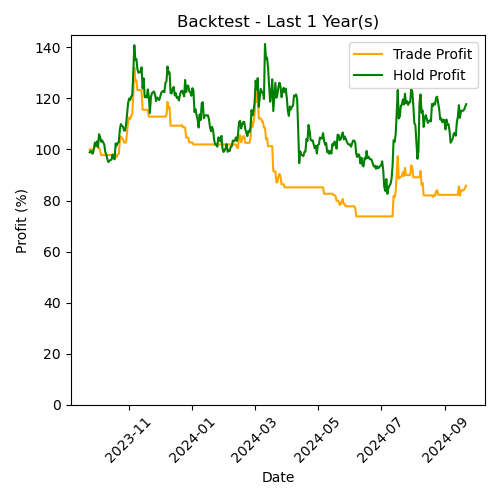 Backtest - Last 1 Year(s)
Trade Profit
Hold Profit
Profit (%)
140
120
100
80
60
40
20
0
2023-11
2024-01
2024-03
2024-05
2024-07
2024-09
Date